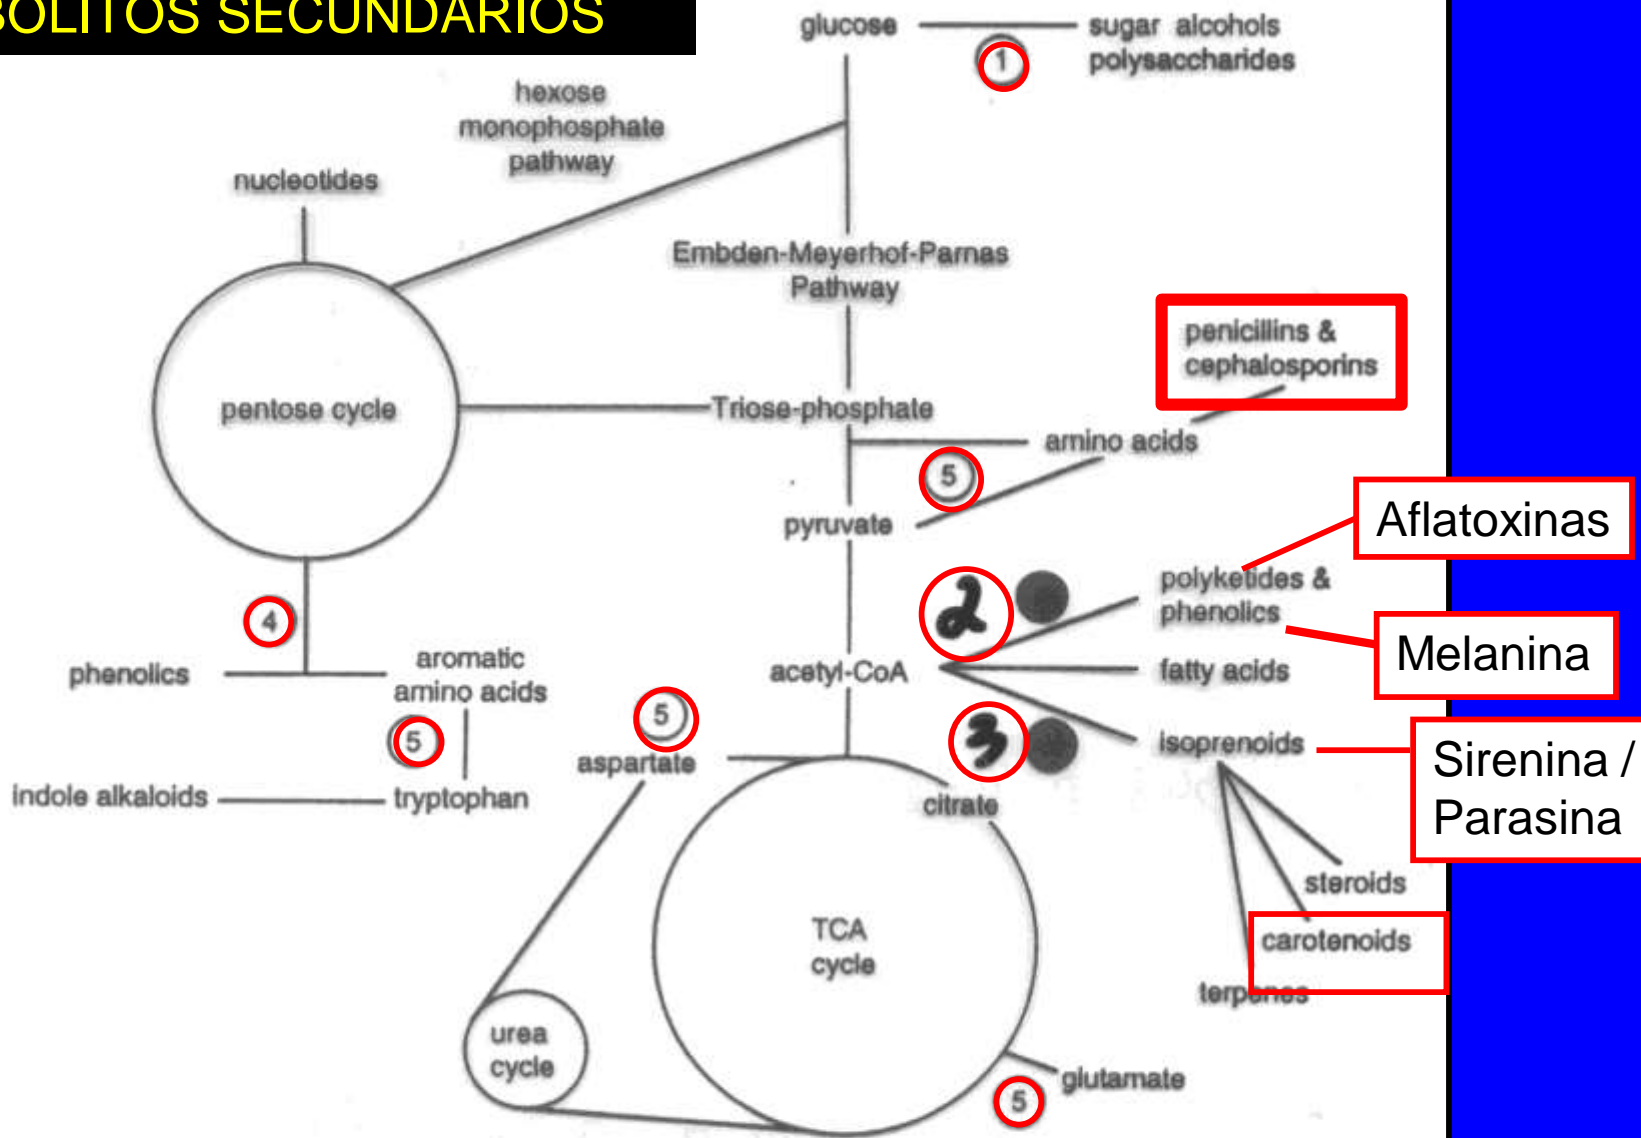 BOLITOS SECUNDARIOS
glucose
sugar alcohols
polysaccharides
1
hexose
monophosphate
pathway
nucleotides
Embden-Meyerhof-Parnas
Pathway
penicillins &
cephalosporins
pentose cycle
Triose-phosphate
amino acids
5
pyruvate
Aflatoxinas
2
polyketides &
phenolics
4
Melanina
phenolics
aromatic
amino acids
acetyl-CoA
fatty acids
5
5
3
isoprenoids
Sirenina /
Parasina
aspartate
indole alkaloids
tryptophan
citrate
steroids
TCA
cycle
carotenoids
terpenes
urea
cycle
glutamate
5